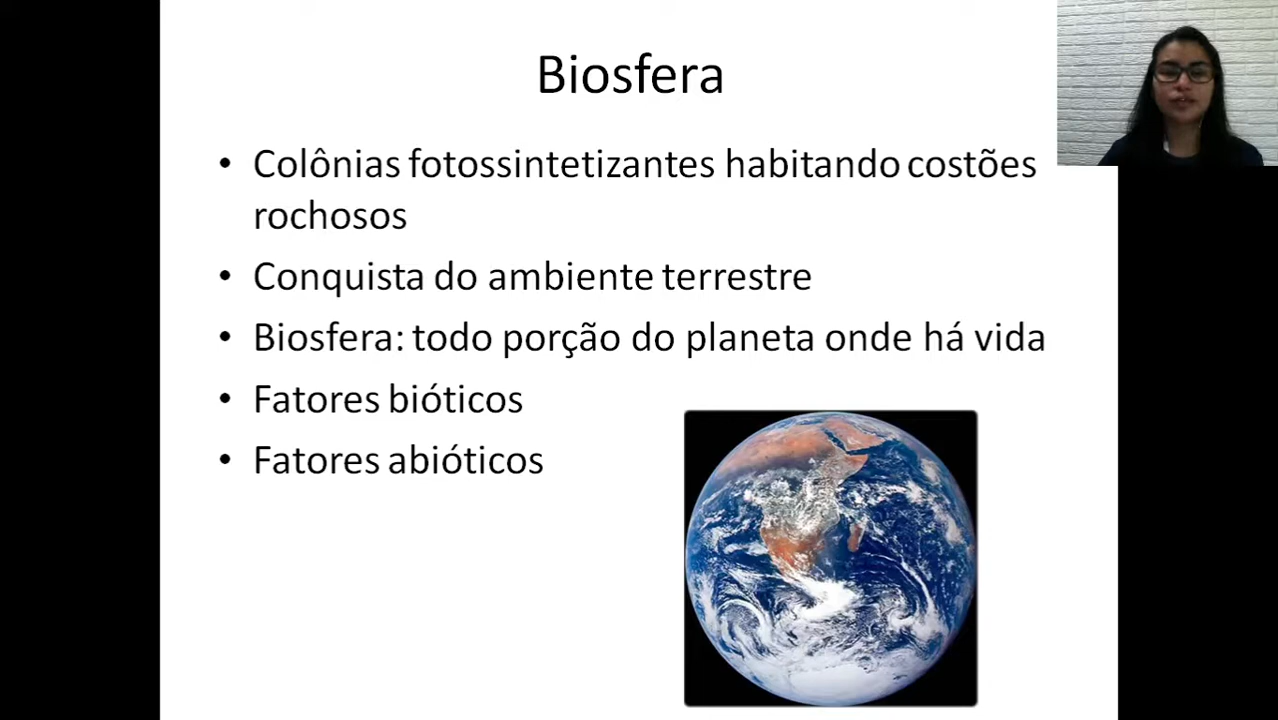 Biosfera
• Colônias fotossintetizantes habitando costões
rochosos
• Conquista do ambiente terrestre
• Biosfera: todo porção do planeta onde há vida
• Fatores bióticos
• Fatores abióticos